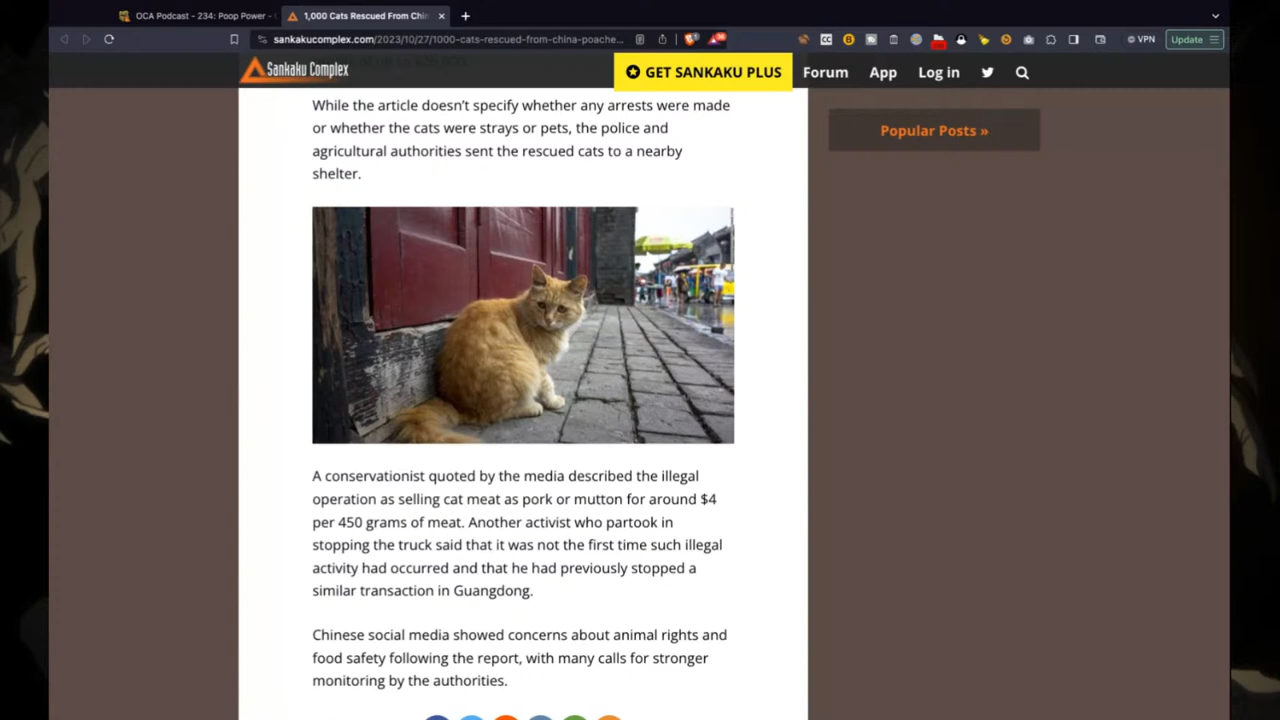 OCA Podcast - 234: Poop Power -
1,000 Cats Rescued From Chi
sankakucomplex.com/2023/10/27/1000-cats-rescued-from-china-poache...
VPN
Update
Sankaku Complex
GET SANKAKU PLUS
Forum
App
Log in
While the article doesn’t specify whether any arrests were made
or whether the cats were strays or pets, the police and
agricultural authorities sent the rescued cats to a nearby
shelter.
Popular Posts »
A conservationist quoted by the media described the illegal
operation as selling cat meat as pork or mutton for around $4
per 450 grams of meat. Another activist who partook in
stopping the truck said that it was not the first time such illegal
activity had occurred and that he had previously stopped a
similar transaction in Guangdong.
Chinese social media showed concerns about animal rights and
food safety following the report, with many calls for stronger
monitoring by the authorities.